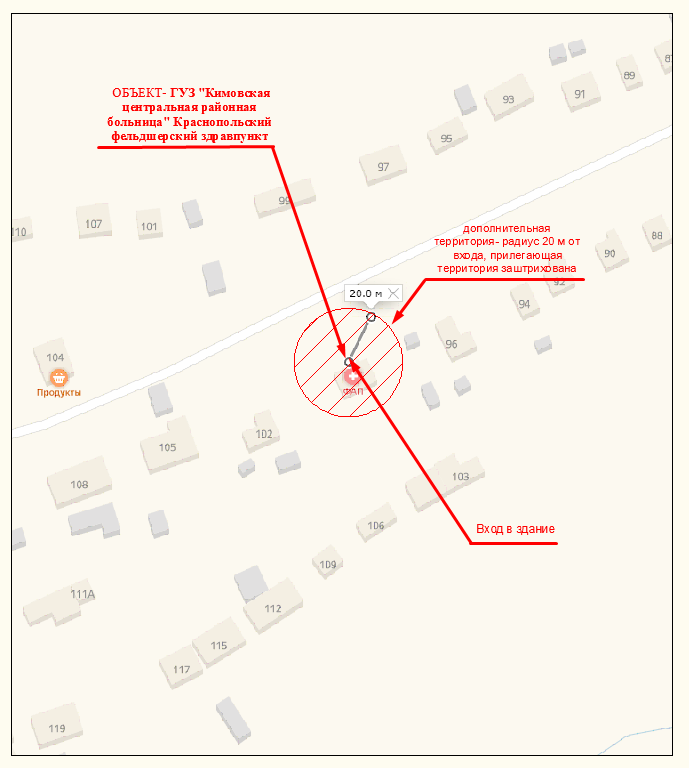 ОБЪЕКТ- ГУЗ "Кимовская
центральная районная
больница" Краснопольский
фельдшерский здравпункт
89
91
93
95
97
99
107
101
110
дополнительная
территория- радиус 20 м от
входа, прилегающая
территория заштрихована
88
90
92
94
96
20.0 м
ФАП
104
Продукты
102
105
108
103
106
Вход в здание
109
111А
112
115
117
119